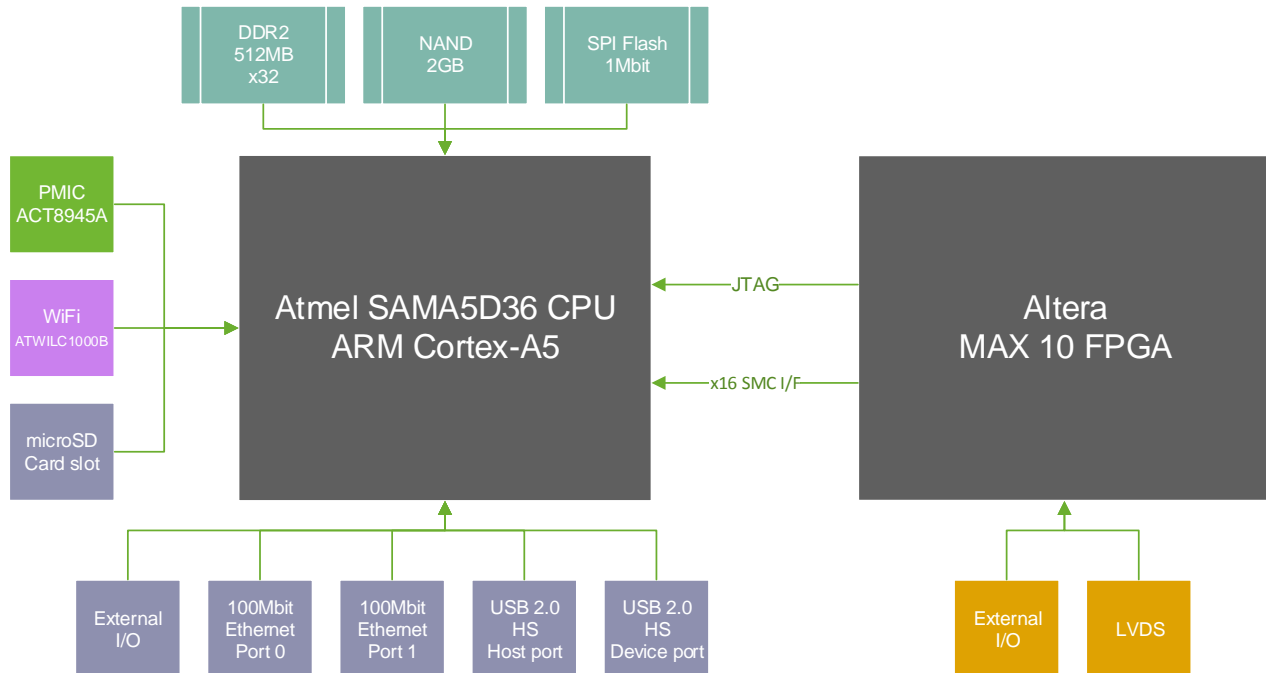 DDR2
512MB
x32
NAND
2GB
SPI Flash
1Mbit
PMIC
ACT8945A
WiFi
ATWILC1000B
microSD
Card slot
Atmel SAMA5D36 CPU
ARM Cortex-A5
JTAG
x16 SMC I/F
Altera
MAX 10 FPGA
External
I/O
100Mbit
Ethernet
Port 0
100Mbit
Ethernet
Port 1
USB 2.0
HS
Host port
USB 2.0
HS
Device port
External
I/O
LVDS